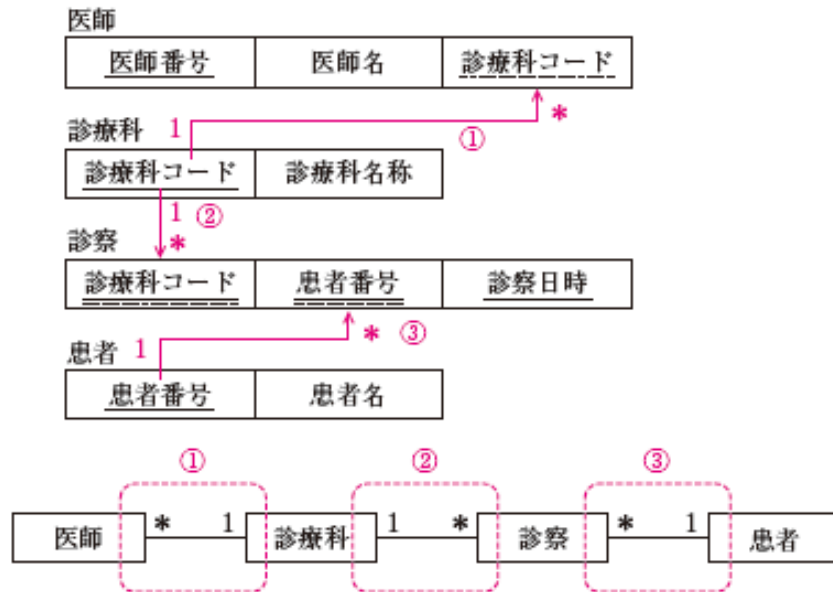 医師
医師番号 医師名 診療科コード
診療科 1 ① *
診療科コード 診療科名称
1 ②
診察 *
診療科コード 患者番号 診察日時
患者 1 * ③
患者番号 患者名
① ② ③
医師 * 1 診療科 1 * 診察 * 1 患者